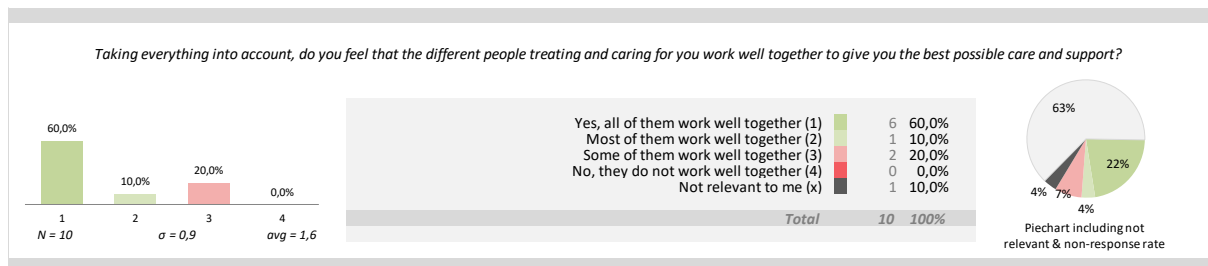 Taking everything into account, do you feel that the different people treating and caring for you work well together to give you the best possible care and support?
60,0%
10,0%
20,0%
0,0%
1 2 3 4
N = 10 σ = 0,9 avg = 1,6
Yes, all of them work well together (1) 6 60,0%
Most of them work well together (2) 1 10,0%
Some of them work well together (3) 2 20,0%
No, they do not work well together (4) 0 0,0%
Not relevant to me (x) 1 10,0%
Total 10 100%
63%
22%
4%
7%
4%
Piechart including not
relevant & non-response rate